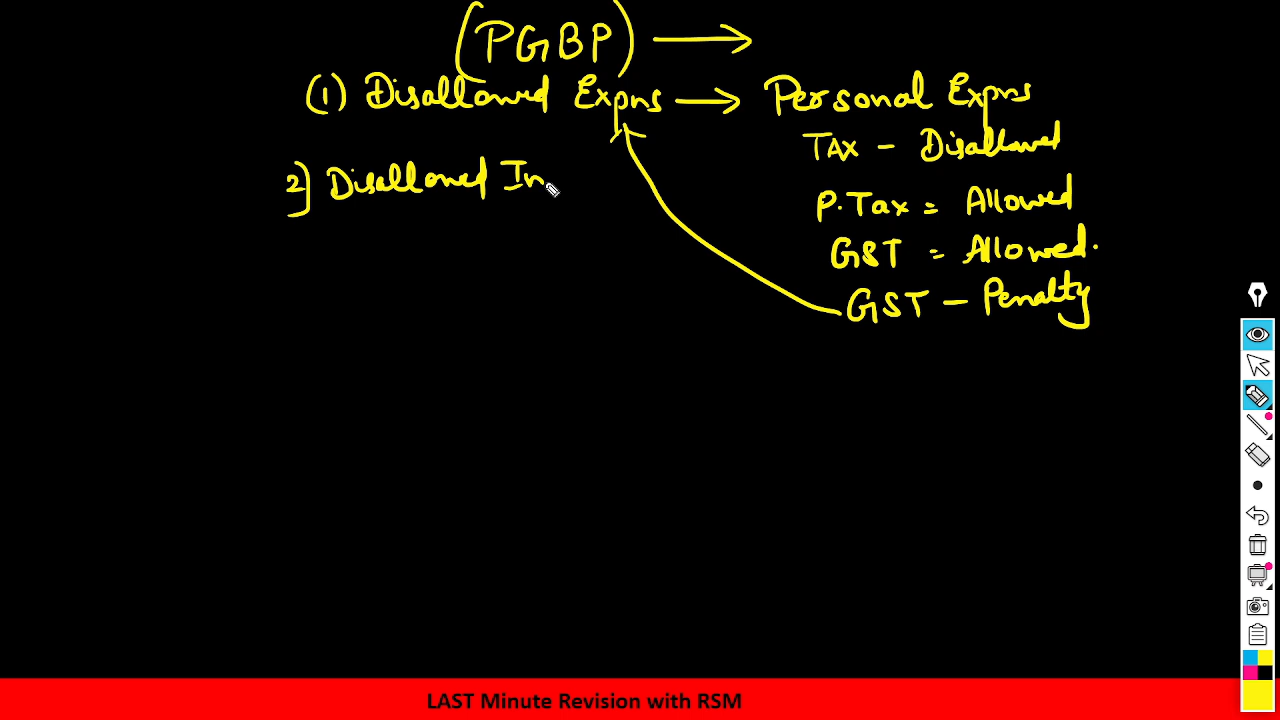 (PGBP) →
(1) Disallowed Expns → Personal Expns
TAX - Disallowed
2) Disallowed In
P.Tax = Allowed
GST = Allowed.
GST - Penalty
LAST Minute Revision with RSM